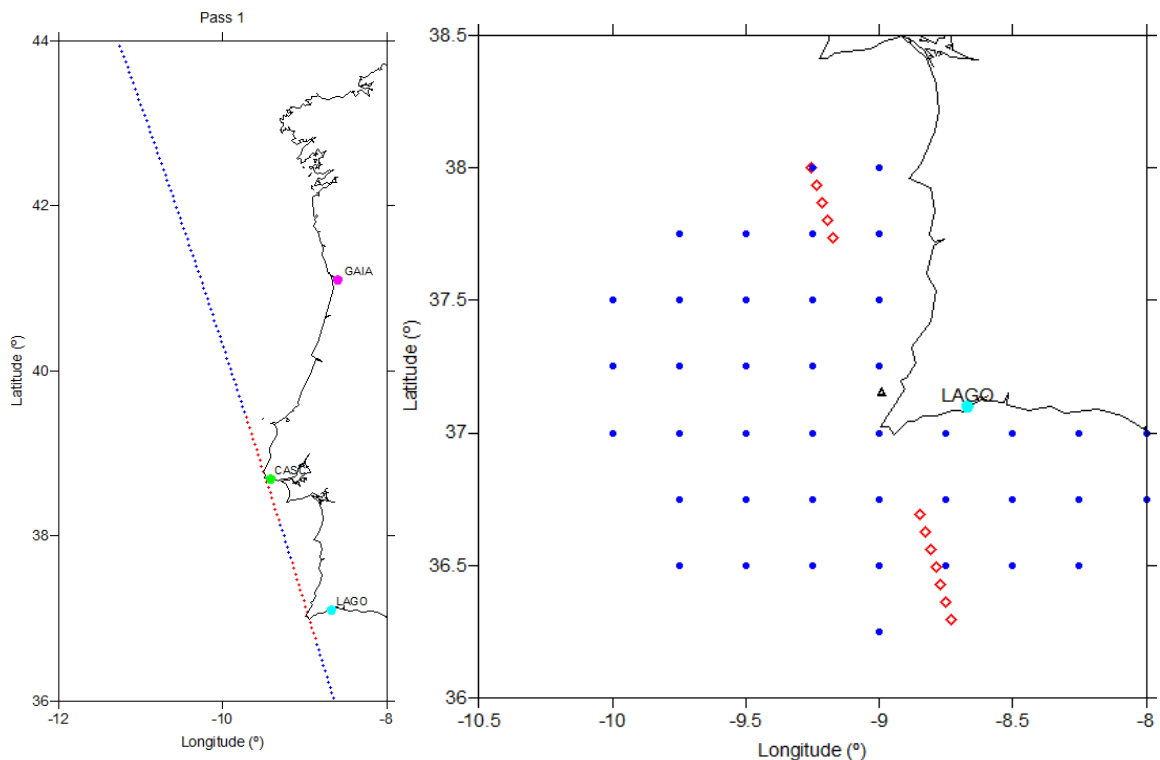 Pass 1
44
42
40
38
36
-12
-10
-8
Latitude (º)
Longitude (º)
GAIA
CASC
LAGO
38.5
38
37.5
37
36.5
36
-10.5
-10
-9.5
-9
-8.5
-8
Latitude (º)
Longitude (º)
LAGO